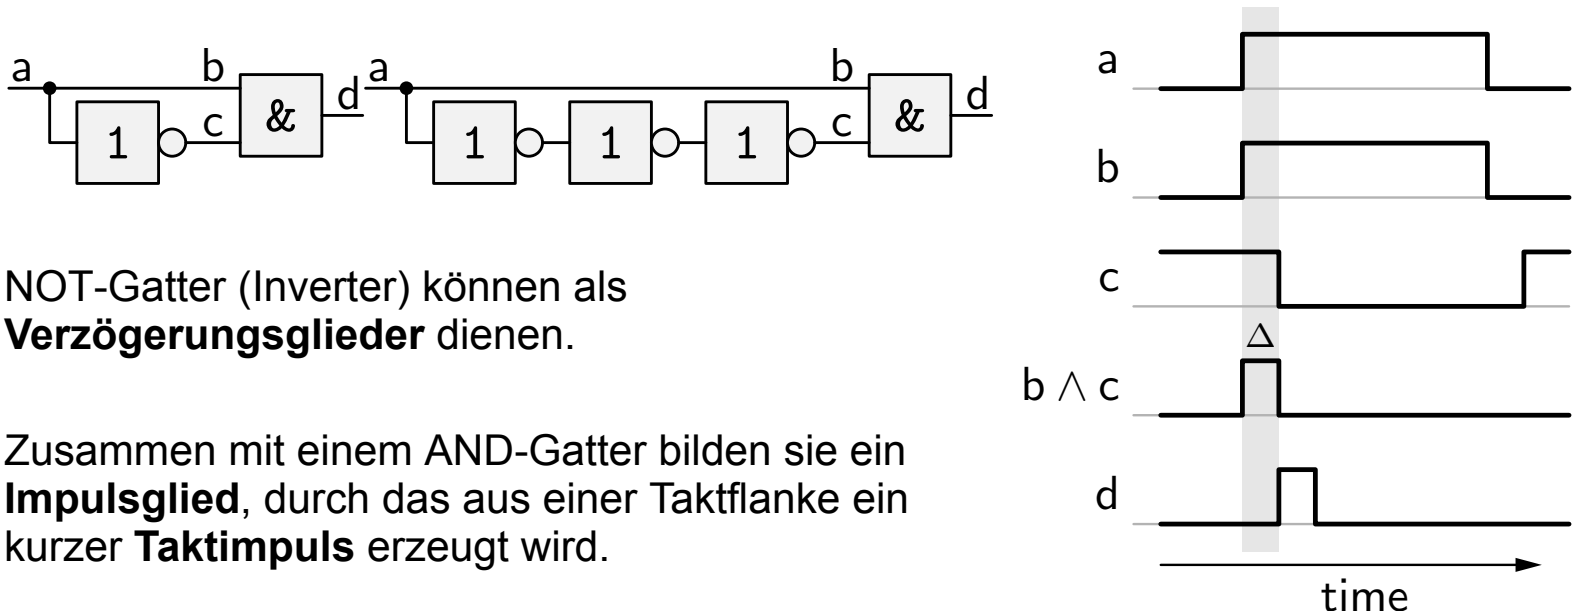 a b c 1 & d
a b c 1 1 1 & d
NOT-Gatter (Inverter) können als
Verzögerungsglieder dienen.
Zusammen mit einem AND-Gatter bilden sie ein
Impulsglied, durch das aus einer Taktflanke ein
kurzer Taktimpuls erzeugt wird.
a
b
c
Δ
b ∧ c
d
time